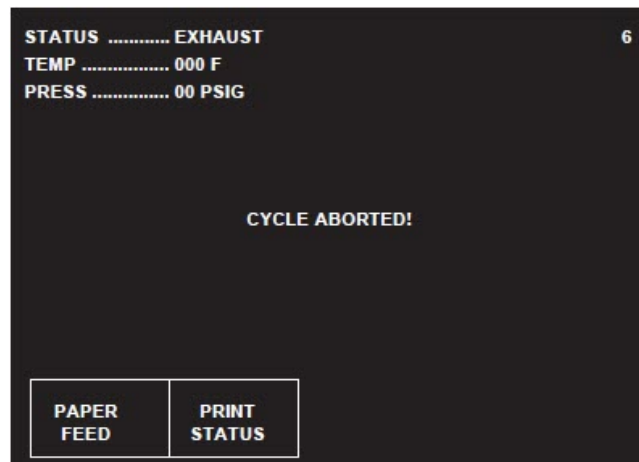 STATUS ............ EXHAUST 6
TEMP ................. 000 F
PRESS ............... 00 PSIG
CYCLE ABORTED!
PAPER FEED
PRINT STATUS